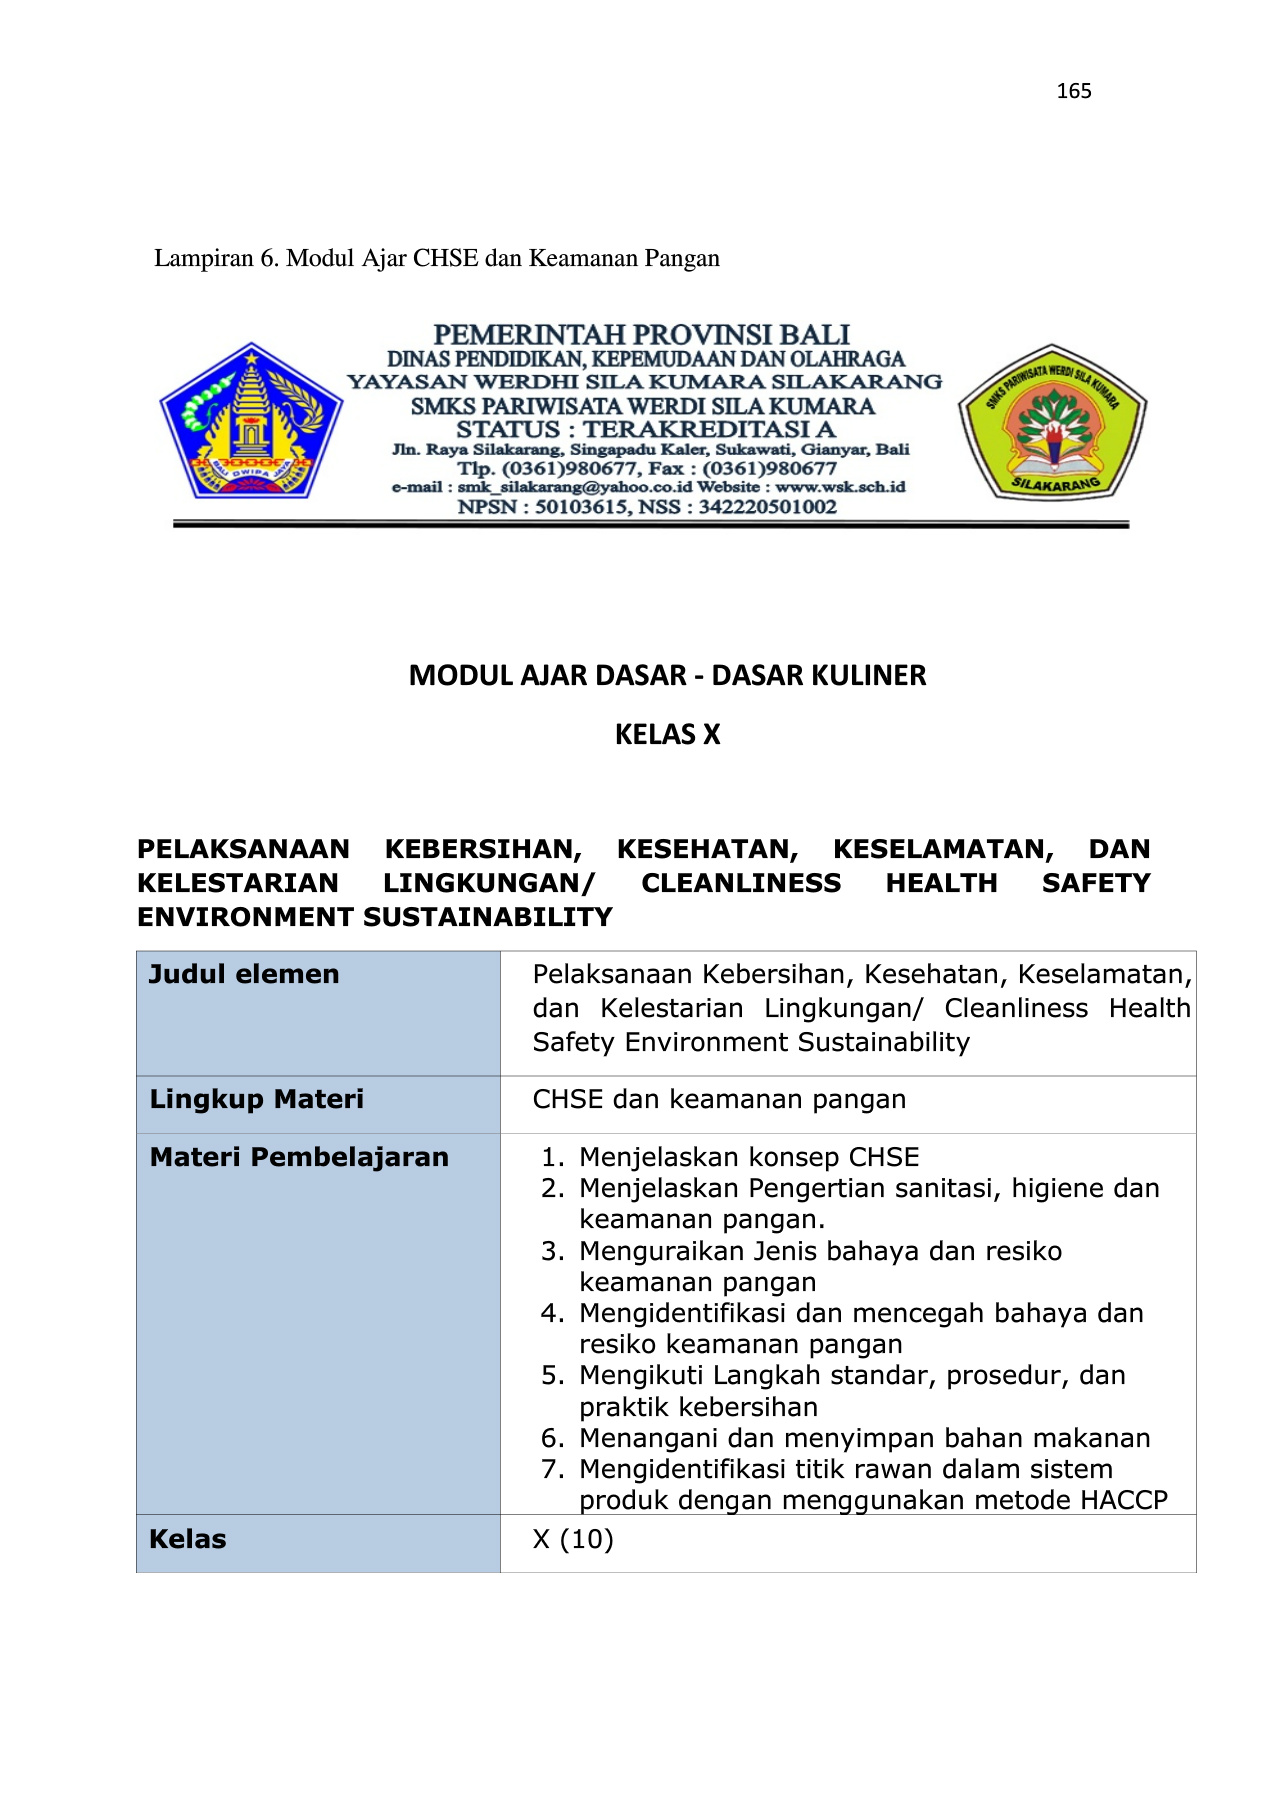 165
Lampiran 6. Modul Ajar CHSE dan Keamanan Pangan
PEMERINTAH PROVINSI BALI
DINAS PENDIDIKAN, KEPEMUDAAN DAN OLAHRAGA
YAYASAN WERDHI SILA KUMARA SILAKARANG
SMKS PARIWISATA WERDI SILA KUMARA
STATUS : TERAKREDITASI A
Jln. Raya Silakarang, Singapadu Kaler, Sukawati, Gianyar, Bali
Tlp. (0361)980677, Fax : (0361)980677
e-mail : smk_silakarang@yahoo.co.id Website : www.wsk.sch.id
NPSN : 50103615, NSS : 342220501002
BALI DWIPA JAYA
SMKS PARIWISATA WERDI SILA KUMARA
SILAKARANG
MODUL AJAR DASAR - DASAR KULINER
KELAS X
PELAKSANAAN KEBERSIHAN, KESEHATAN, KESELAMATAN, DAN
KELESTARIAN LINGKUNGAN/ CLEANLINESS HEALTH SAFETY
ENVIRONMENT SUSTAINABILITY
Judul elemen
Pelaksanaan Kebersihan, Kesehatan, Keselamatan,
dan Kelestarian Lingkungan/ Cleanliness Health
Safety Environment Sustainability
Lingkup Materi
CHSE dan keamanan pangan
Materi Pembelajaran
1. Menjelaskan konsep CHSE
2. Menjelaskan Pengertian sanitasi, higiene dan
keamanan pangan.
3. Menguraikan Jenis bahaya dan resiko
keamanan pangan
4. Mengidentifikasi dan mencegah bahaya dan
resiko keamanan pangan
5. Mengikuti Langkah standar, prosedur, dan
praktik kebersihan
6. Menangani dan menyimpan bahan makanan
7. Mengidentifikasi titik rawan dalam sistem
produk dengan menggunakan metode HACCP
Kelas
X (10)